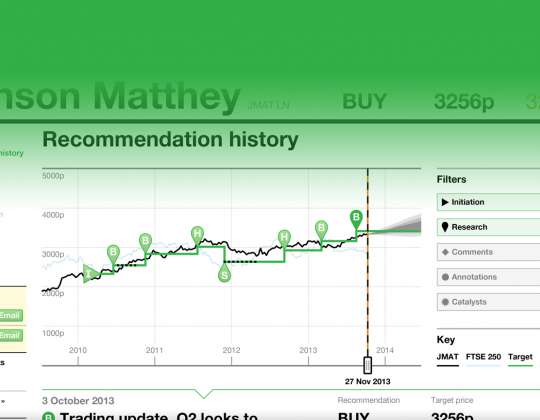 nson Matthey JMAT LN BUY 3256p
Recommendation history
history
5000p
4000p
3000p
2000p
1000p
B B H S H B B
2010 2011 2012 2013 2014
27 Nov 2013
Filters
Initiation
Research
Comments
Annotations
Catalysts
Key
JMAT FTSE 250 Target
Email
Email
s
3 October 2013 Recommendation Target price
B Trading update, Q2 looks to BUY 3256p